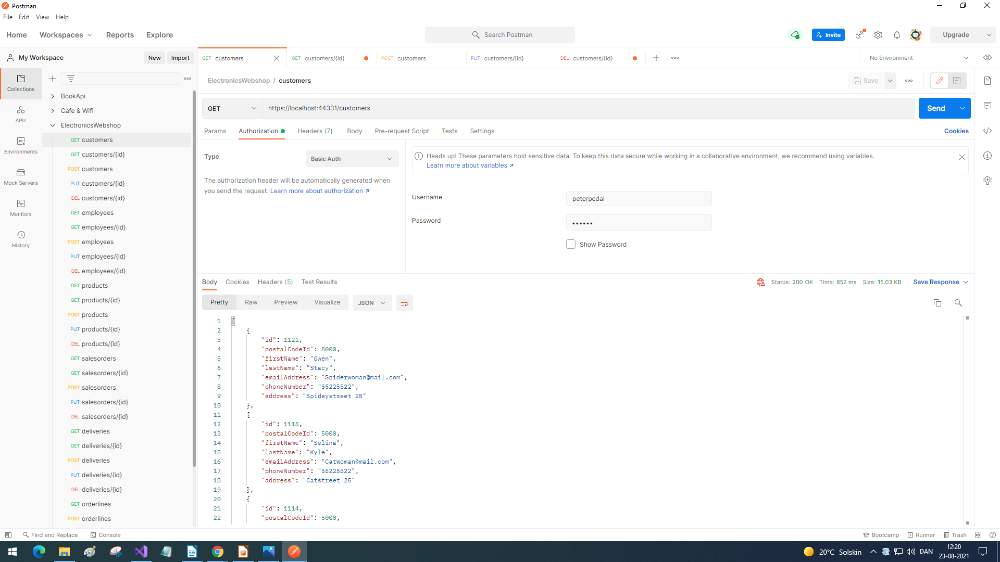 Postman
File Edit View Help
Home Workspaces Reports Explore
Search Postman
Invite
Upgrade
My Workspace
New Import
GET customers
GET customers/{id}
POST customers
PUT customers/{id}
DEL customers/{id}
No Environment
Collections
APIs
Environments
Mock Servers
Monitors
History
BookApi
Cafe & Wifi
ElectronicsWebshop
GET customers
GET customers/{id}
POST customers
PUT customers/{id}
DEL customers/{id}
GET employees
GET employees/{id}
POST employees
PUT employees/{id}
DEL employees/{id}
GET products
GET products/{id}
POST products
PUT products/{id}
DEL products/{id}
GET salesorders
GET salesorders/{id}
POST salesorders
PUT salesorders/{id}
DEL salesorders/{id}
GET deliveries
GET deliveries/{id}
POST deliveries
PUT deliveries/{id}
DEL deliveries/{id}
GET orderlines
POST orderlines
ElectronicsWebshop / customers
Save
GET https://localhost:44331/customers
Send
Params Authorization Headers (7) Body Pre-request Script Tests Settings
Cookies
Type
Basic Auth
The authorization header will be automatically generated when
you send the request. Learn more about authorization ↗
Heads up! These parameters hold sensitive data. To keep this data secure while working in a collaborative environment, we recommend using variables.
Learn more about variables ↗
Username peterpedal
Password ••••••
Show Password
Body Cookies Headers (5) Test Results
Status: 200 OK Time: 852 ms Size: 15.03 KB
Save Response
Pretty Raw Preview Visualize JSON
1 [
2 {
3 "id": 1121,
4 "postalCodeId": 5000,
5 "firstName": "Gwen",
6 "lastName": "Stacy",
7 "emailAddress": "Spiderwoman@mail.com",
8 "phoneNumber": "55225522",
9 "address": "Spideystreet 25"
10 },
11 {
12 "id": 1115,
13 "postalCodeId": 5000,
14 "firstName": "Selina",
15 "lastName": "Kyle",
16 "emailAddress": "CatWoman@mail.com",
17 "phoneNumber": "55225522",
18 "address": "Catstreet 25"
19 },
20 {
21 "id": 1114,
22 "postalCodeId": 5000,
Find and Replace Console
Bootcamp Runner Trash
20°C Solskin
DAN
12:20
23-08-2021